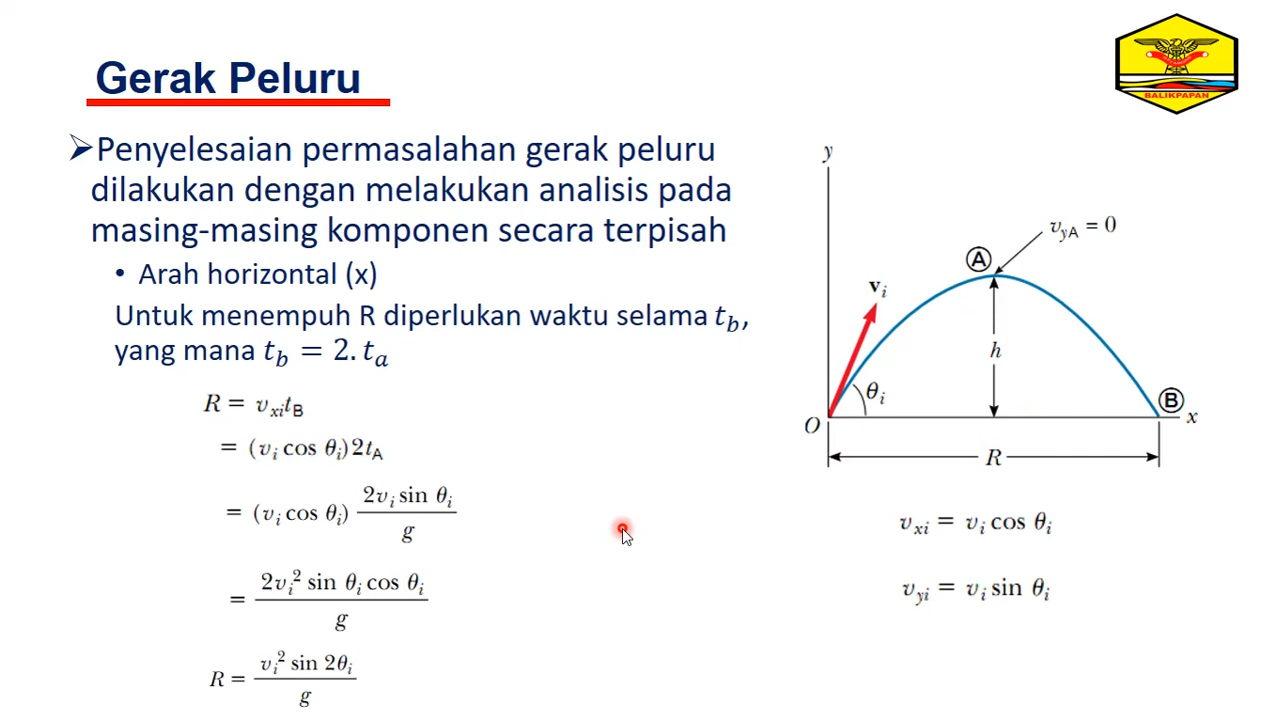 Gerak Peluru
BALIKPAPAN
➢Penyelesaian permasalahan gerak peluru
dilakukan dengan melakukan analisis pada
masing-masing komponen secara terpisah
• Arah horizontal (x)
Untuk menempuh R diperlukan waktu selama t_b,
yang mana t_b = 2. t_a
R = v_xi t_B
= (v_i cos θ_i)2t_A
= (v_i cos θ_i) 2v_i sin θ_i / g
= 2v_i² sin θ_i cos θ_i / g
R = v_i² sin 2θ_i / g
y
v_yA = 0
A
v_i
h
θ_i
B
O
x
R
v_xi = v_i cos θ_i
v_yi = v_i sin θ_i